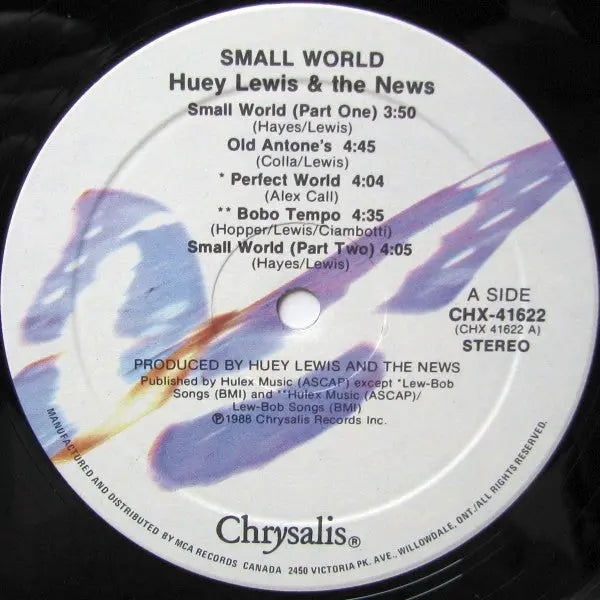 SMALL WORLD
Huey Lewis & the News
Small World (Part One) 3:50
(Hayes/Lewis)
Old Antone's 4:45
(Colla/Lewis)
* Perfect World 4:04
(Alex Call)
** Bobo Tempo 4:35
(Hopper/Lewis/Ciambotti)
Small World (Part Two) 4:05
(Hayes/Lewis)
A SIDE
CHX-41622
(CHX 41622 A)
STEREO
PRODUCED BY HUEY LEWIS AND THE NEWS
Published by Hulex Music (ASCAP) except *Lew-Bob
Songs (BMI) and **Hulex Music (ASCAP)/
Lew-Bob Songs (BMI)
℗1988 Chrysalis Records Inc.
Chrysalis®
MANUFACTURED AND DISTRIBUTED BY MCA RECORDS CANADA 2450 VICTORIA PK. AVE., WILLOWDALE, ONT./ALL RIGHTS RESERVED.